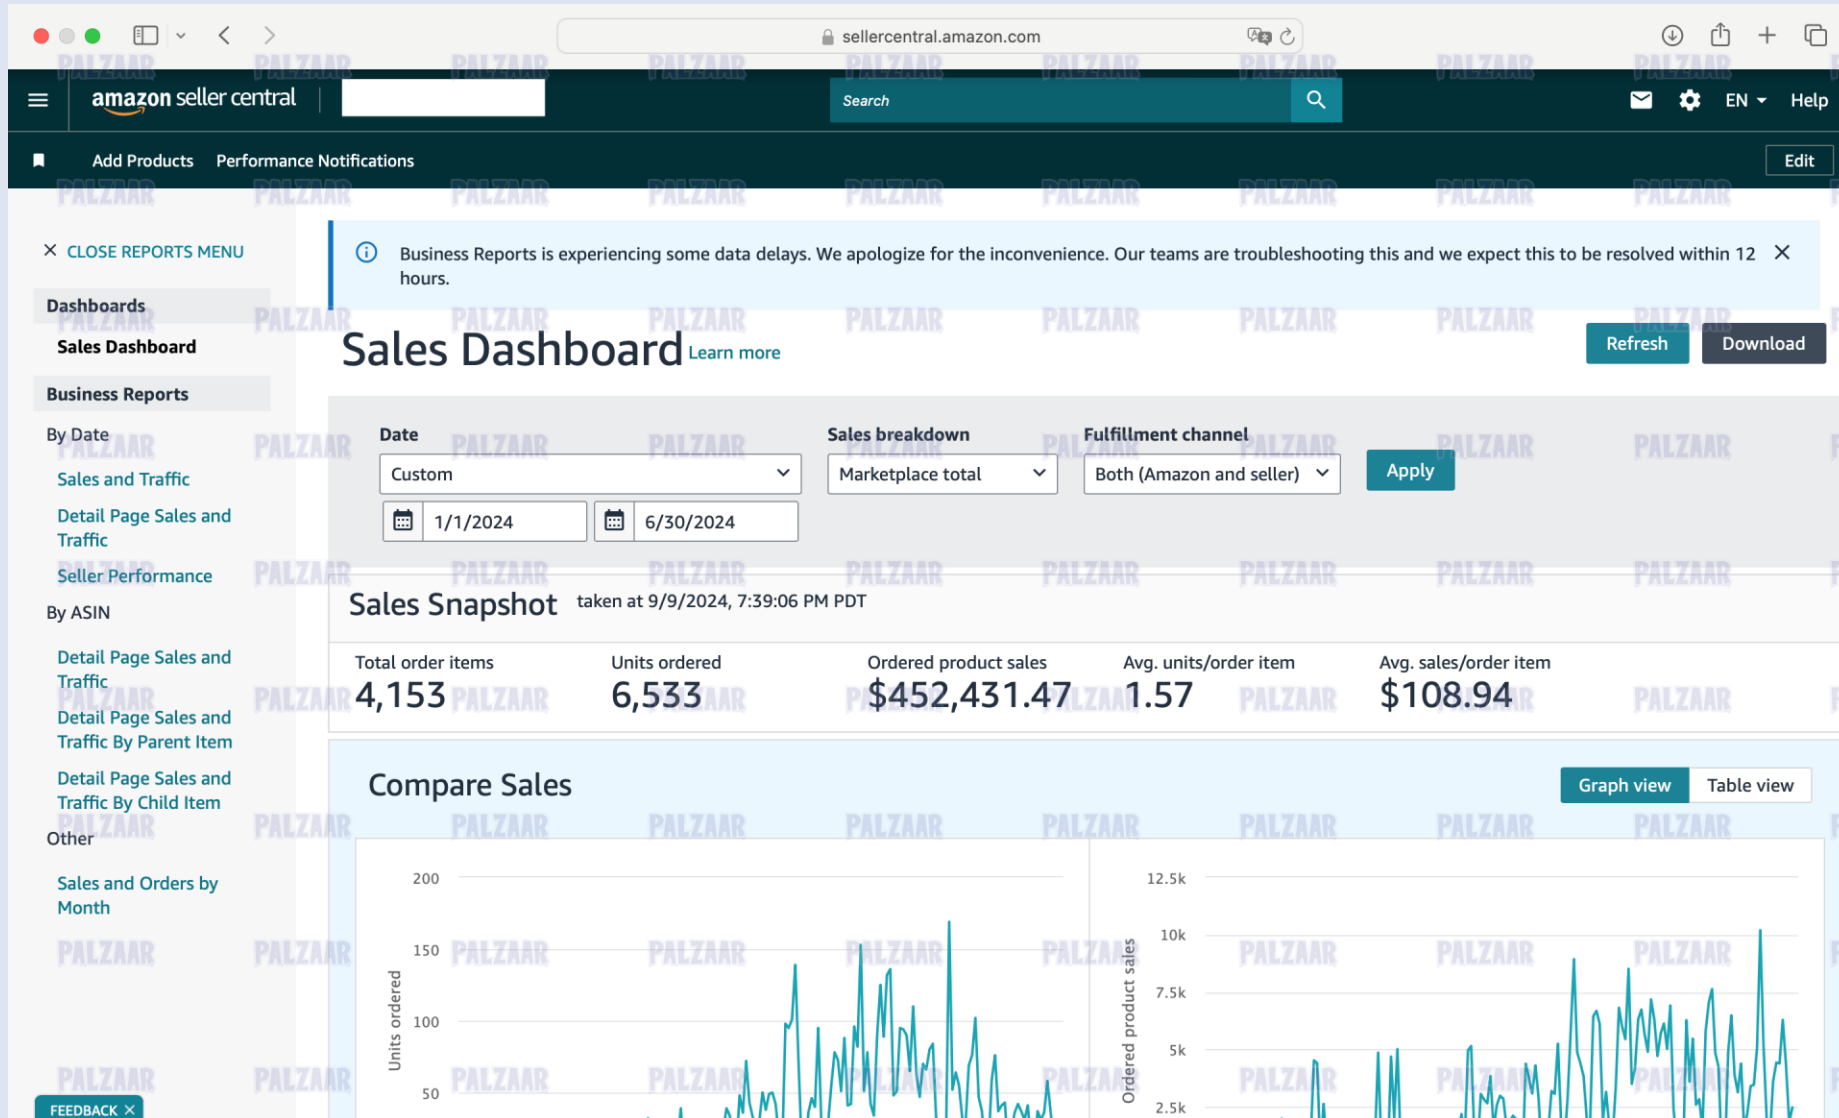 sellercentral.amazon.com
amazon seller central
Search
EN
Help
Add Products Performance Notifications
Edit
CLOSE REPORTS MENU
Dashboards
Sales Dashboard
Business Reports
By Date
Sales and Traffic
Detail Page Sales and
Traffic
Seller Performance
By ASIN
Detail Page Sales and
Traffic
Detail Page Sales and
Traffic By Parent Item
Detail Page Sales and
Traffic By Child Item
Other
Sales and Orders by
Month
FEEDBACK
Business Reports is experiencing some data delays. We apologize for the inconvenience. Our teams are troubleshooting this and we expect this to be resolved within 12
hours.
Sales Dashboard Learn more
Refresh Download
Date Sales breakdown Fulfillment channel
Custom Marketplace total Both (Amazon and seller) Apply
1/1/2024 6/30/2024
Sales Snapshot taken at 9/9/2024, 7:39:06 PM PDT
Total order items Units ordered Ordered product sales Avg. units/order item Avg. sales/order item
4,153 6,533 $452,431.47 1.57 $108.94
Compare Sales
Graph view Table view
Units ordered
200
150
100
50
Ordered product sales
12.5k
10k
7.5k
5k
2.5k
PALZAAR